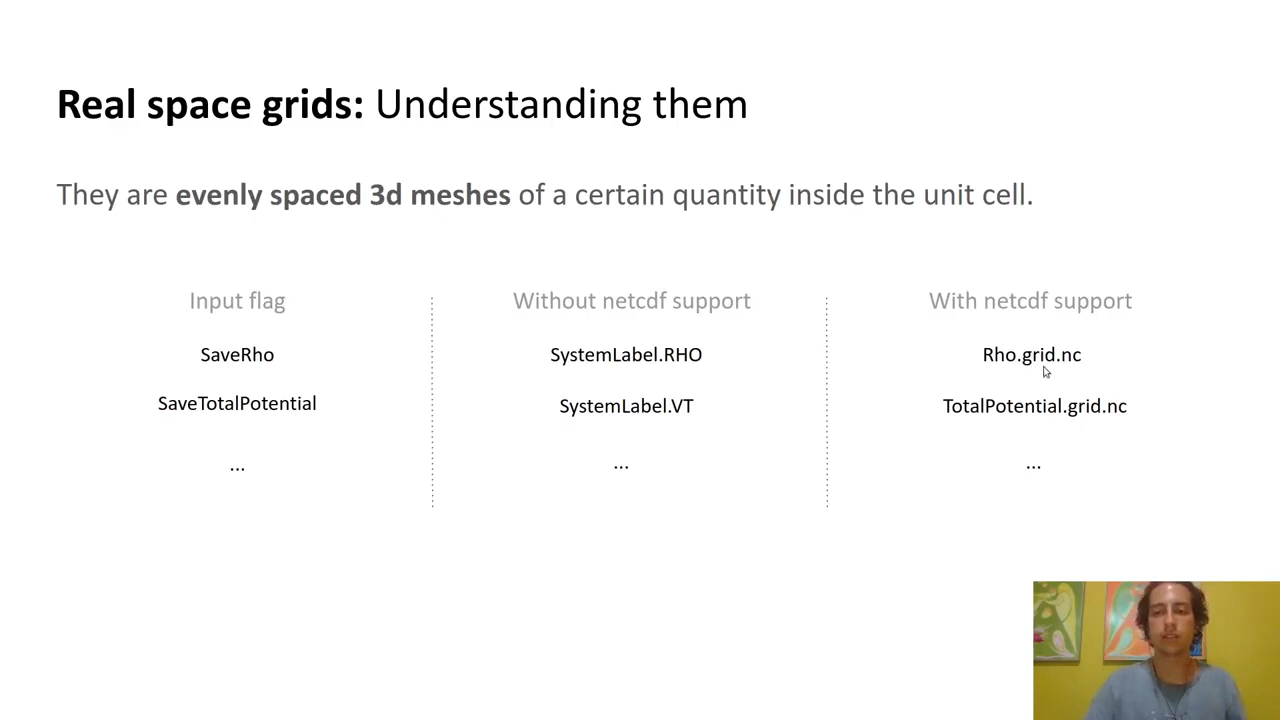 Real space grids: Understanding them
They are evenly spaced 3d meshes of a certain quantity inside the unit cell.
Input flag
SaveRho
SaveTotalPotential
...
Without netcdf support
SystemLabel.RHO
SystemLabel.VT
...
With netcdf support
Rho.grid.nc
TotalPotential.grid.nc
...